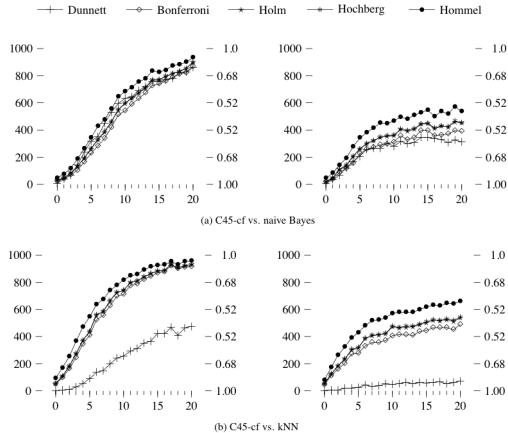 Dunnett Bonferroni Holm Hochberg Hommel
1000 1.0 1000 1.0
800 0.68 800 0.68
600 0.52 600 0.52
400 0.52 400 0.52
200 0.68 200 0.68
0 1.00 0 1.00
0 5 10 15 20 0 5 10 15 20
(a) C45-cf vs. naive Bayes
1000 1.0 1000 1.0
800 0.68 800 0.68
600 0.52 600 0.52
400 0.52 400 0.52
200 0.68 200 0.68
0 1.00 0 1.00
0 5 10 15 20 0 5 10 15 20
(b) C45-cf vs. kNN